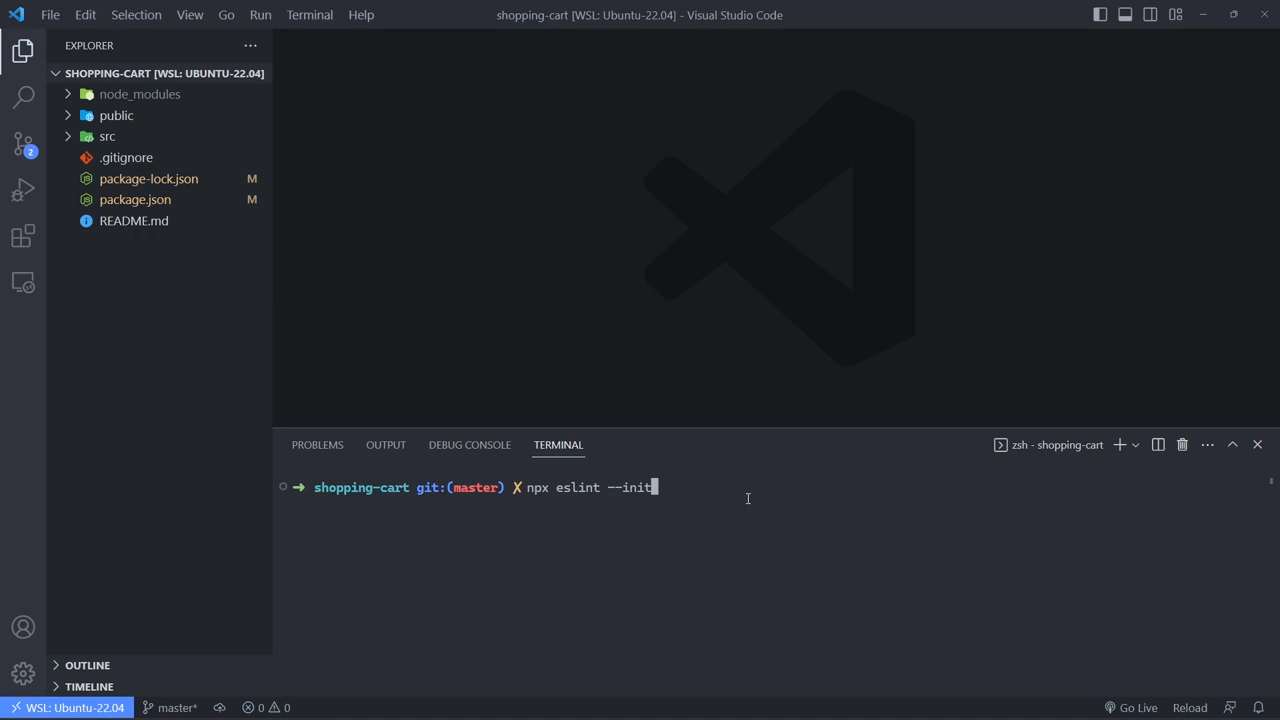 File Edit Selection View Go Run Terminal Help
shopping-cart [WSL: Ubuntu-22.04] - Visual Studio Code
EXPLORER
SHOPPING-CART [WSL: UBUNTU-22.04]
node_modules
public
src
.gitignore
package-lock.json M
package.json M
README.md
2
PROBLEMS OUTPUT DEBUG CONSOLE TERMINAL
zsh - shopping-cart
➜ shopping-cart git:(master) ✗ npx eslint --init
OUTLINE
TIMELINE
WSL: Ubuntu-22.04 master* 0 0 Go Live Reload